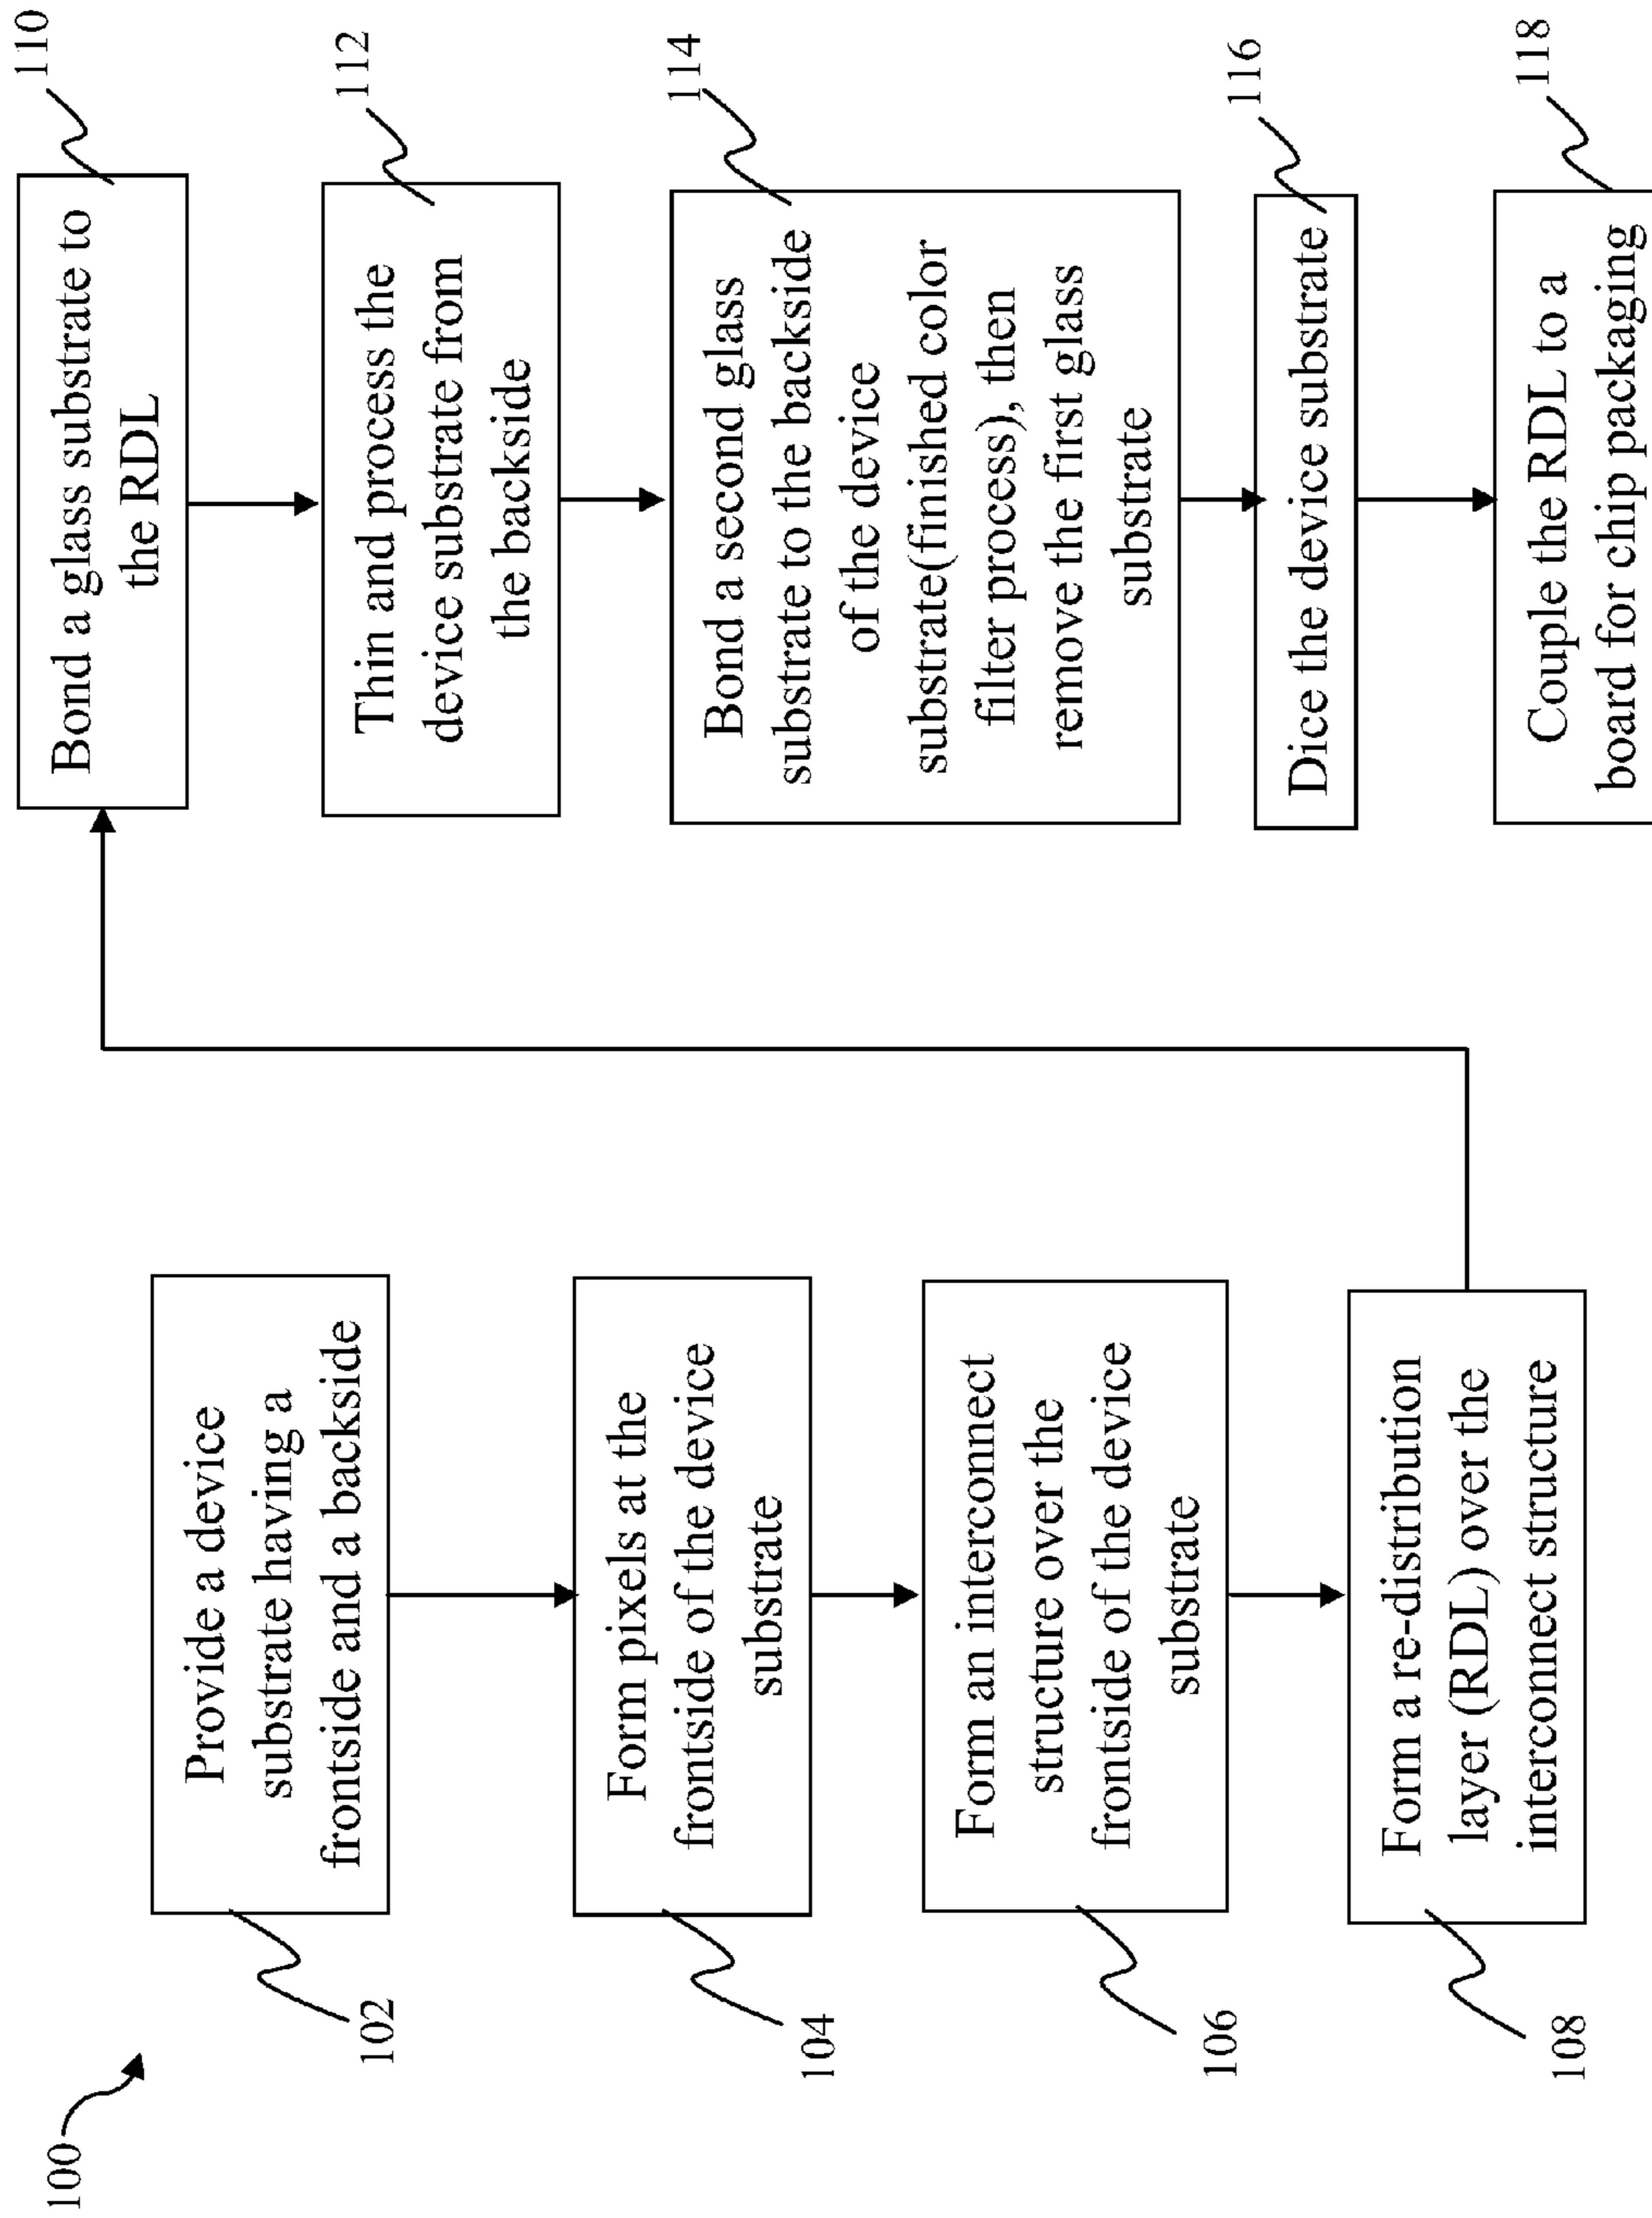 100
102
Provide a device
substrate having a
frontside and a backside
104
Form pixels at the
frontside of the device
substrate
106
Form an interconnect
structure over the
frontside of the device
substrate
108
Form a re-distribution
layer (RDL) over the
interconnect structure
110
Bond a glass substrate to
the RDL
112
Thin and process the
device substrate from
the backside
114
Bond a second glass
substrate to the backside
of the device
substrate(finished color
filter process), then
remove the first glass
substrate
116
Dice the device substrate
118
Couple the RDL to a
board for chip packaging